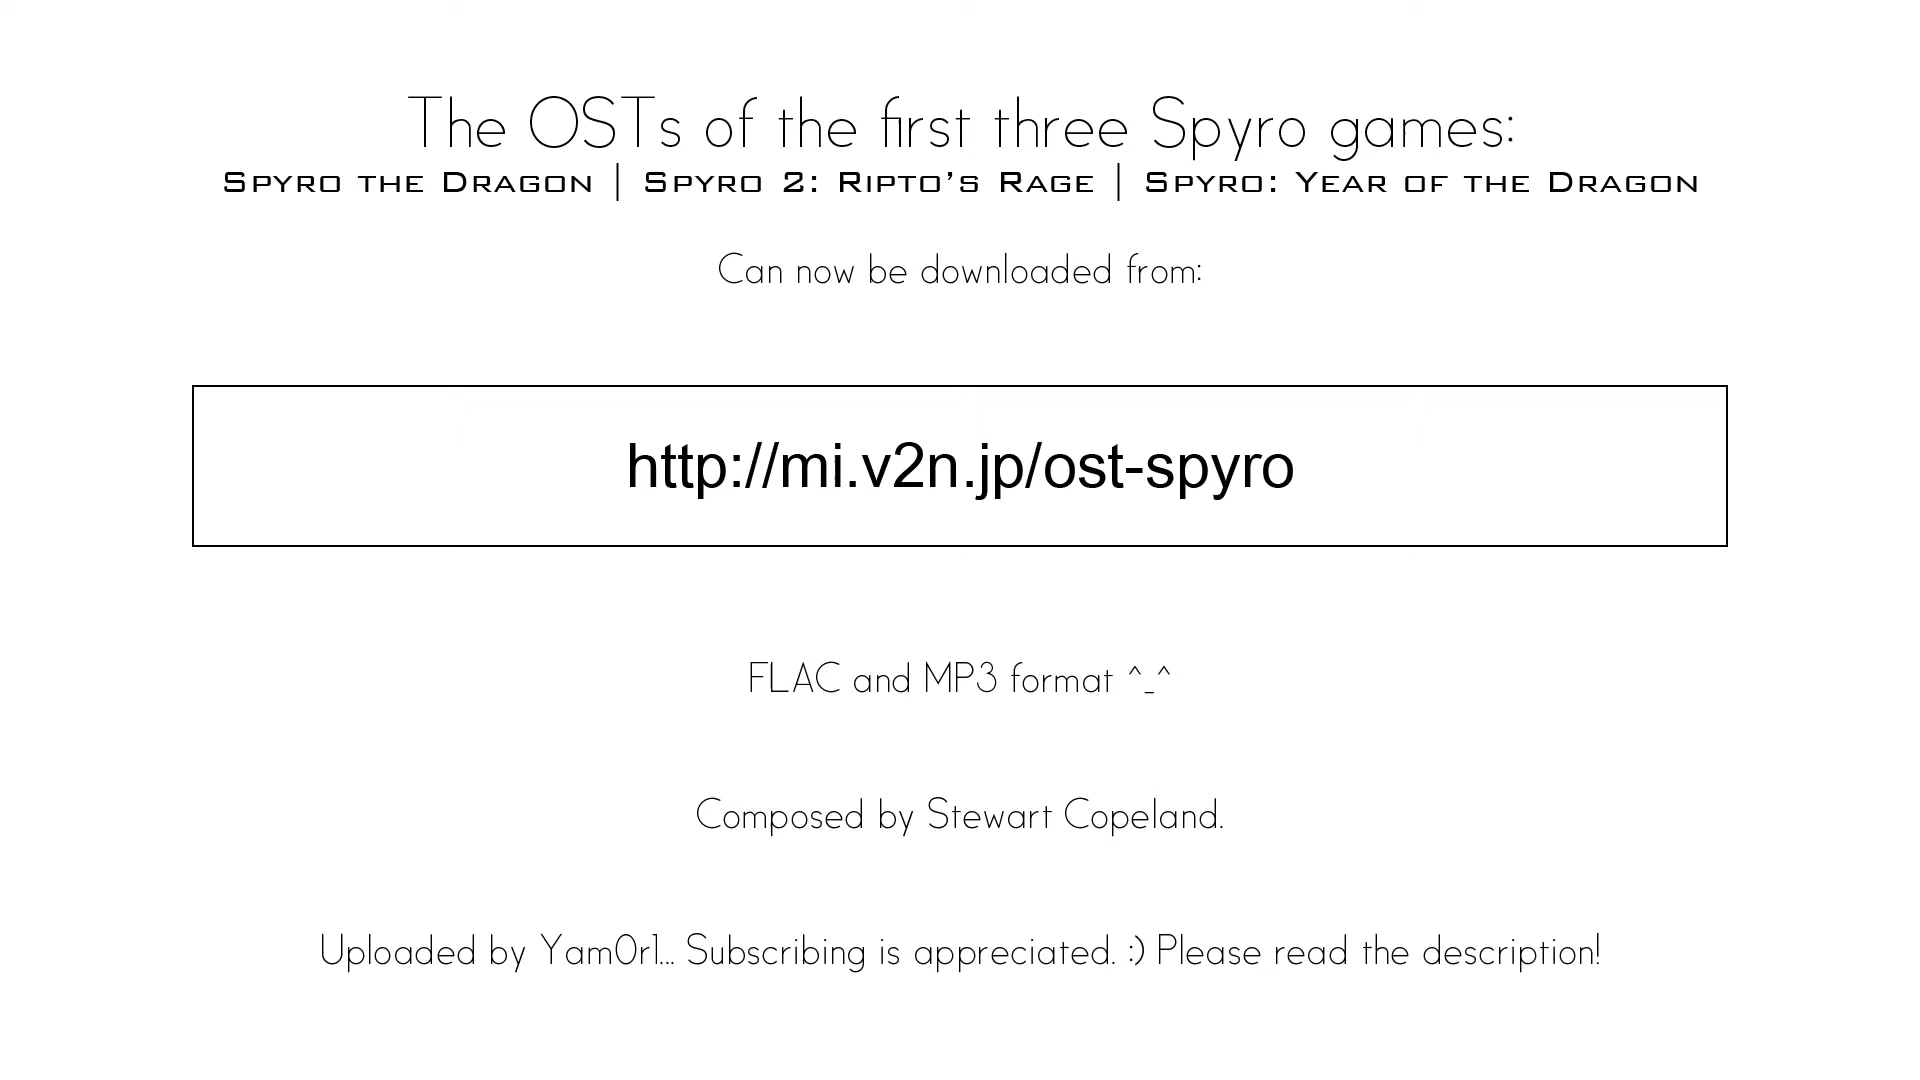 The OSTs of the first three Spyro games:
Spyro the Dragon | Spyro 2: Ripto's Rage | Spyro: Year of the Dragon
Can now be downloaded from:
http://mi.v2n.jp/ost-spyro
FLAC and MP3 format ^_^
Composed by Stewart Copeland.
Uploaded by Yam0r1... Subscribing is appreciated. :) Please read the description!